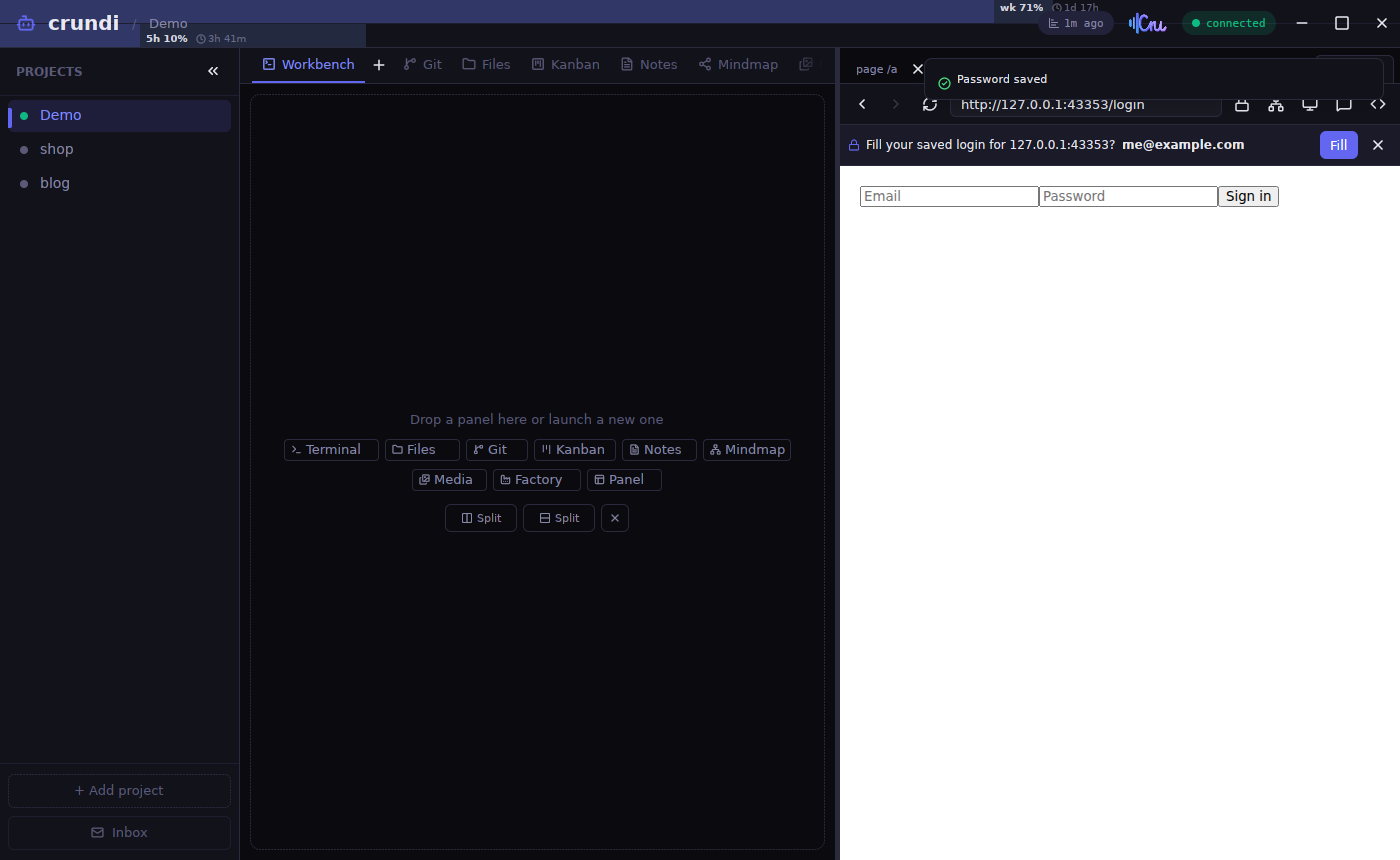 crundi / Demo
wk 71% 1d 17h
5h 10% 3h 41m
1m ago
Cru
connected
PROJECTS
Demo
shop
blog
+ Add project
Inbox
Workbench + Git Files Kanban Notes Mindmap
Drop a panel here or launch a new one
Terminal Files Git Kanban Notes Mindmap
Media Factory Panel
Split Split ×
page /a
Password saved
http://127.0.0.1:43353/login
Fill your saved login for 127.0.0.1:43353? me@example.com Fill
Email Password Sign in